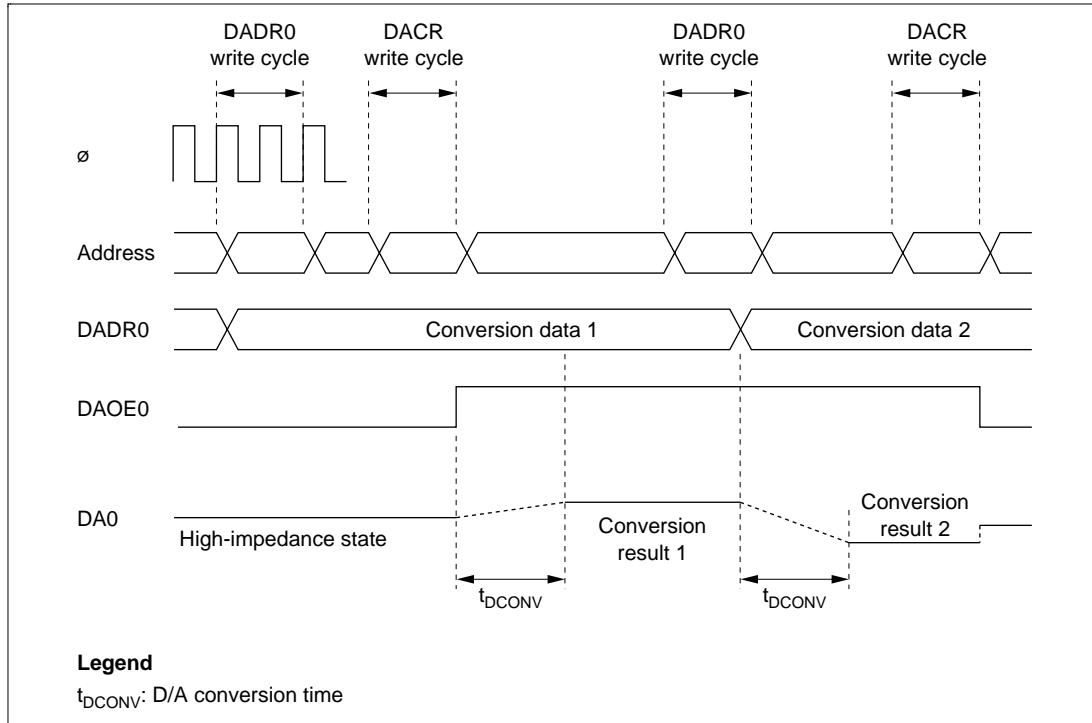 DADR0
write cycle
DACR
write cycle
DADR0
write cycle
DACR
write cycle
ø
Address
DADR0
Conversion data 1
Conversion data 2
DAOE0
DA0
High-impedance state
Conversion
result 1
Conversion
result 2
tDCONV
tDCONV
Legend
tDCONV: D/A conversion time